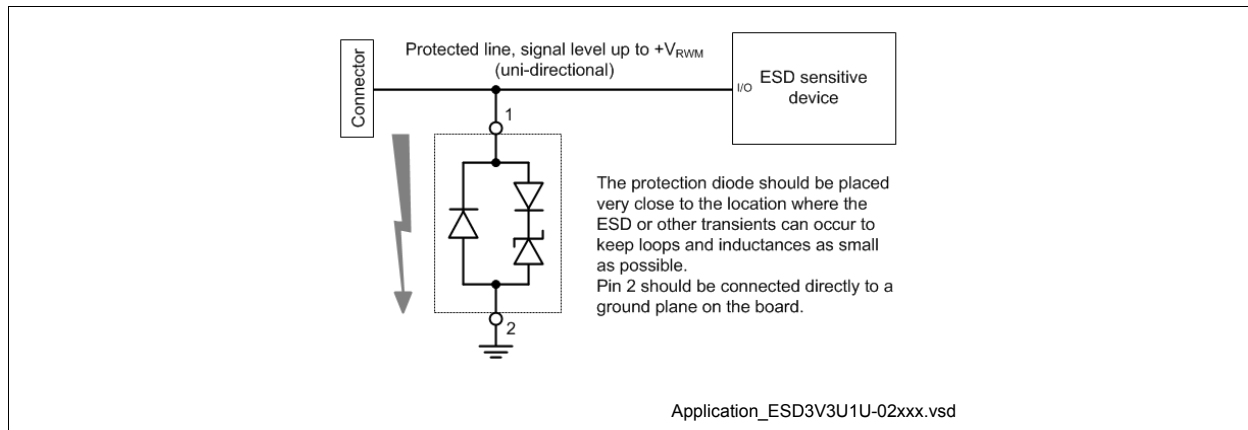 Connector
Protected line, signal level up to +VRWM
(uni-directional)
I/O
ESD sensitive
device
1
The protection diode should be placed
very close to the location where the
ESD or other transients can occur to
keep loops and inductances as small
as possible.
Pin 2 should be connected directly to a
ground plane on the board.
2
Application_ESD3V3U1U-02xxx.vsd